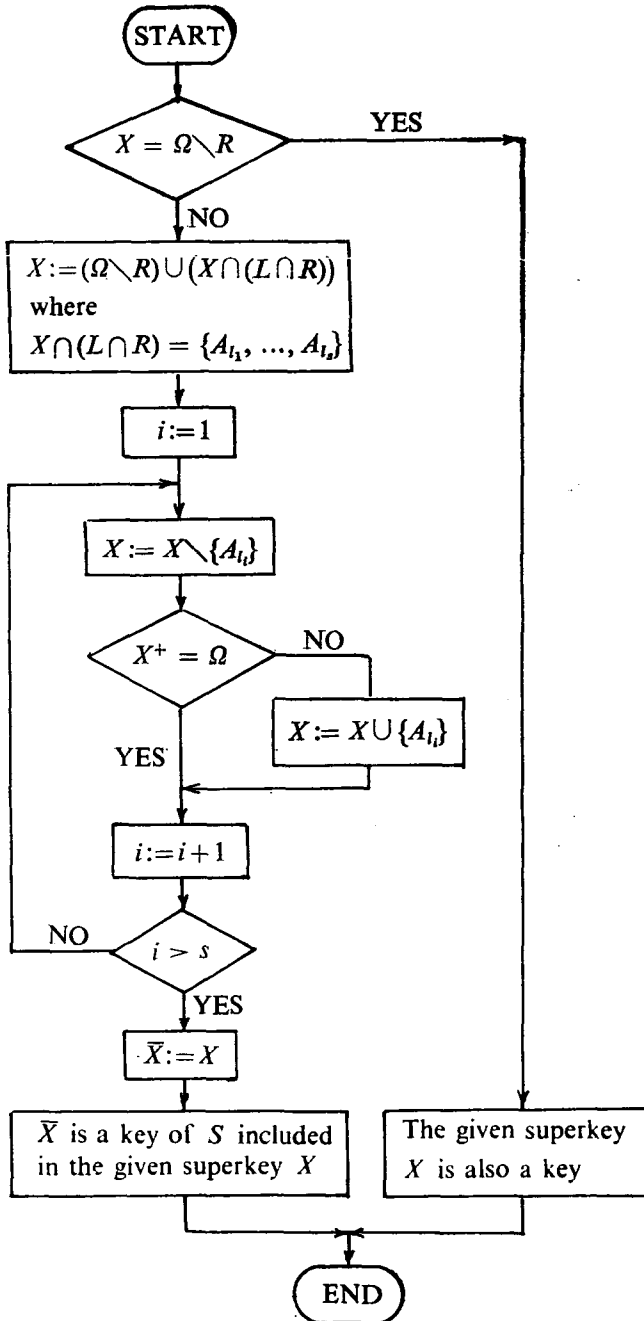 START
X = Ω\R
YES
NO
X := (Ω\R)∪(X∩(L∩R))
where
X∩(L∩R) = {A_{l_1}, ..., A_{l_s}}
i := 1
X := X\{A_{l_i}}
X⁺ = Ω
NO
X := X∪{A_{l_i}}
YES
i := i+1
NO
i > s
YES
X̅ := X
X̅ is a key of S included
in the given superkey X
The given superkey
X is also a key
END